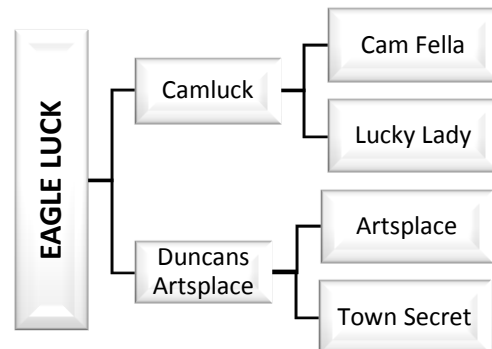 EAGLE LUCK
Camluck
Cam Fella
Lucky Lady
Duncans
Artsplace
Artsplace
Town Secret